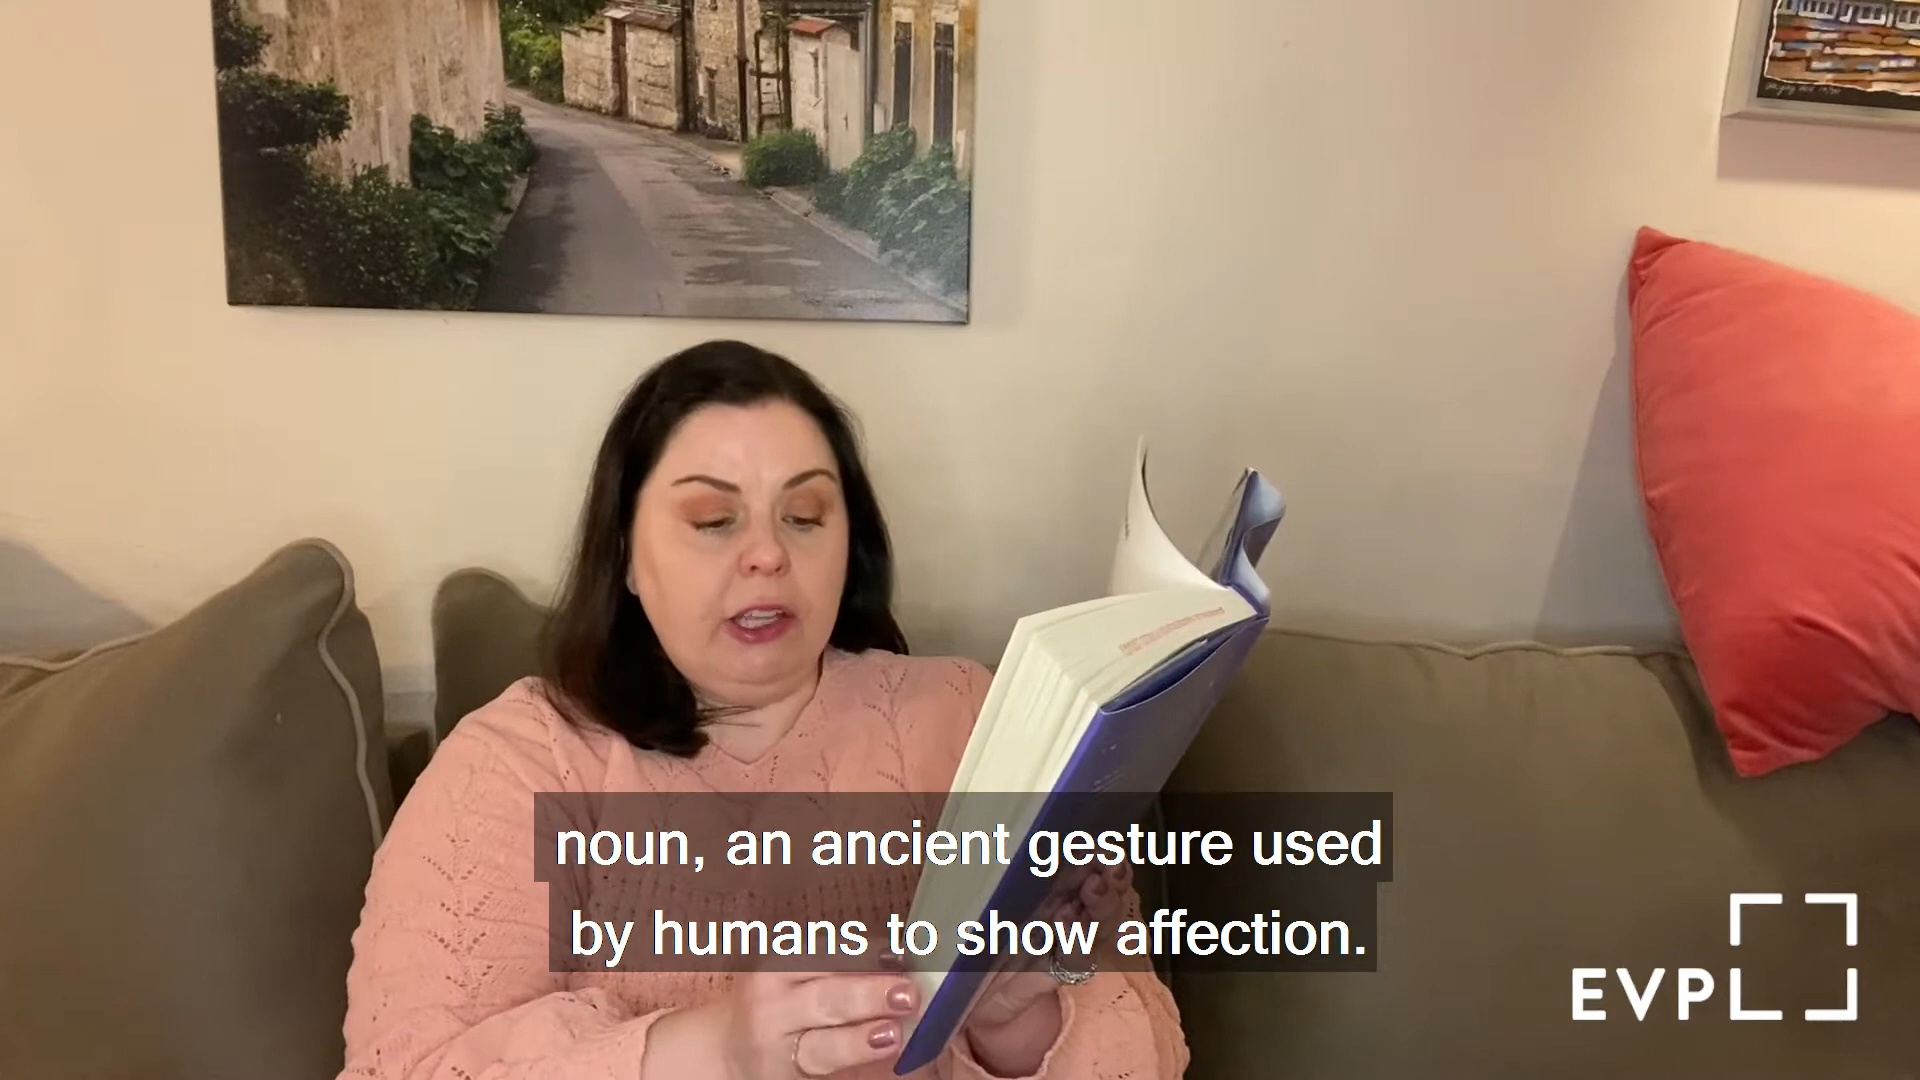 noun, an ancient gesture used
by humans to show affection.
EVPL